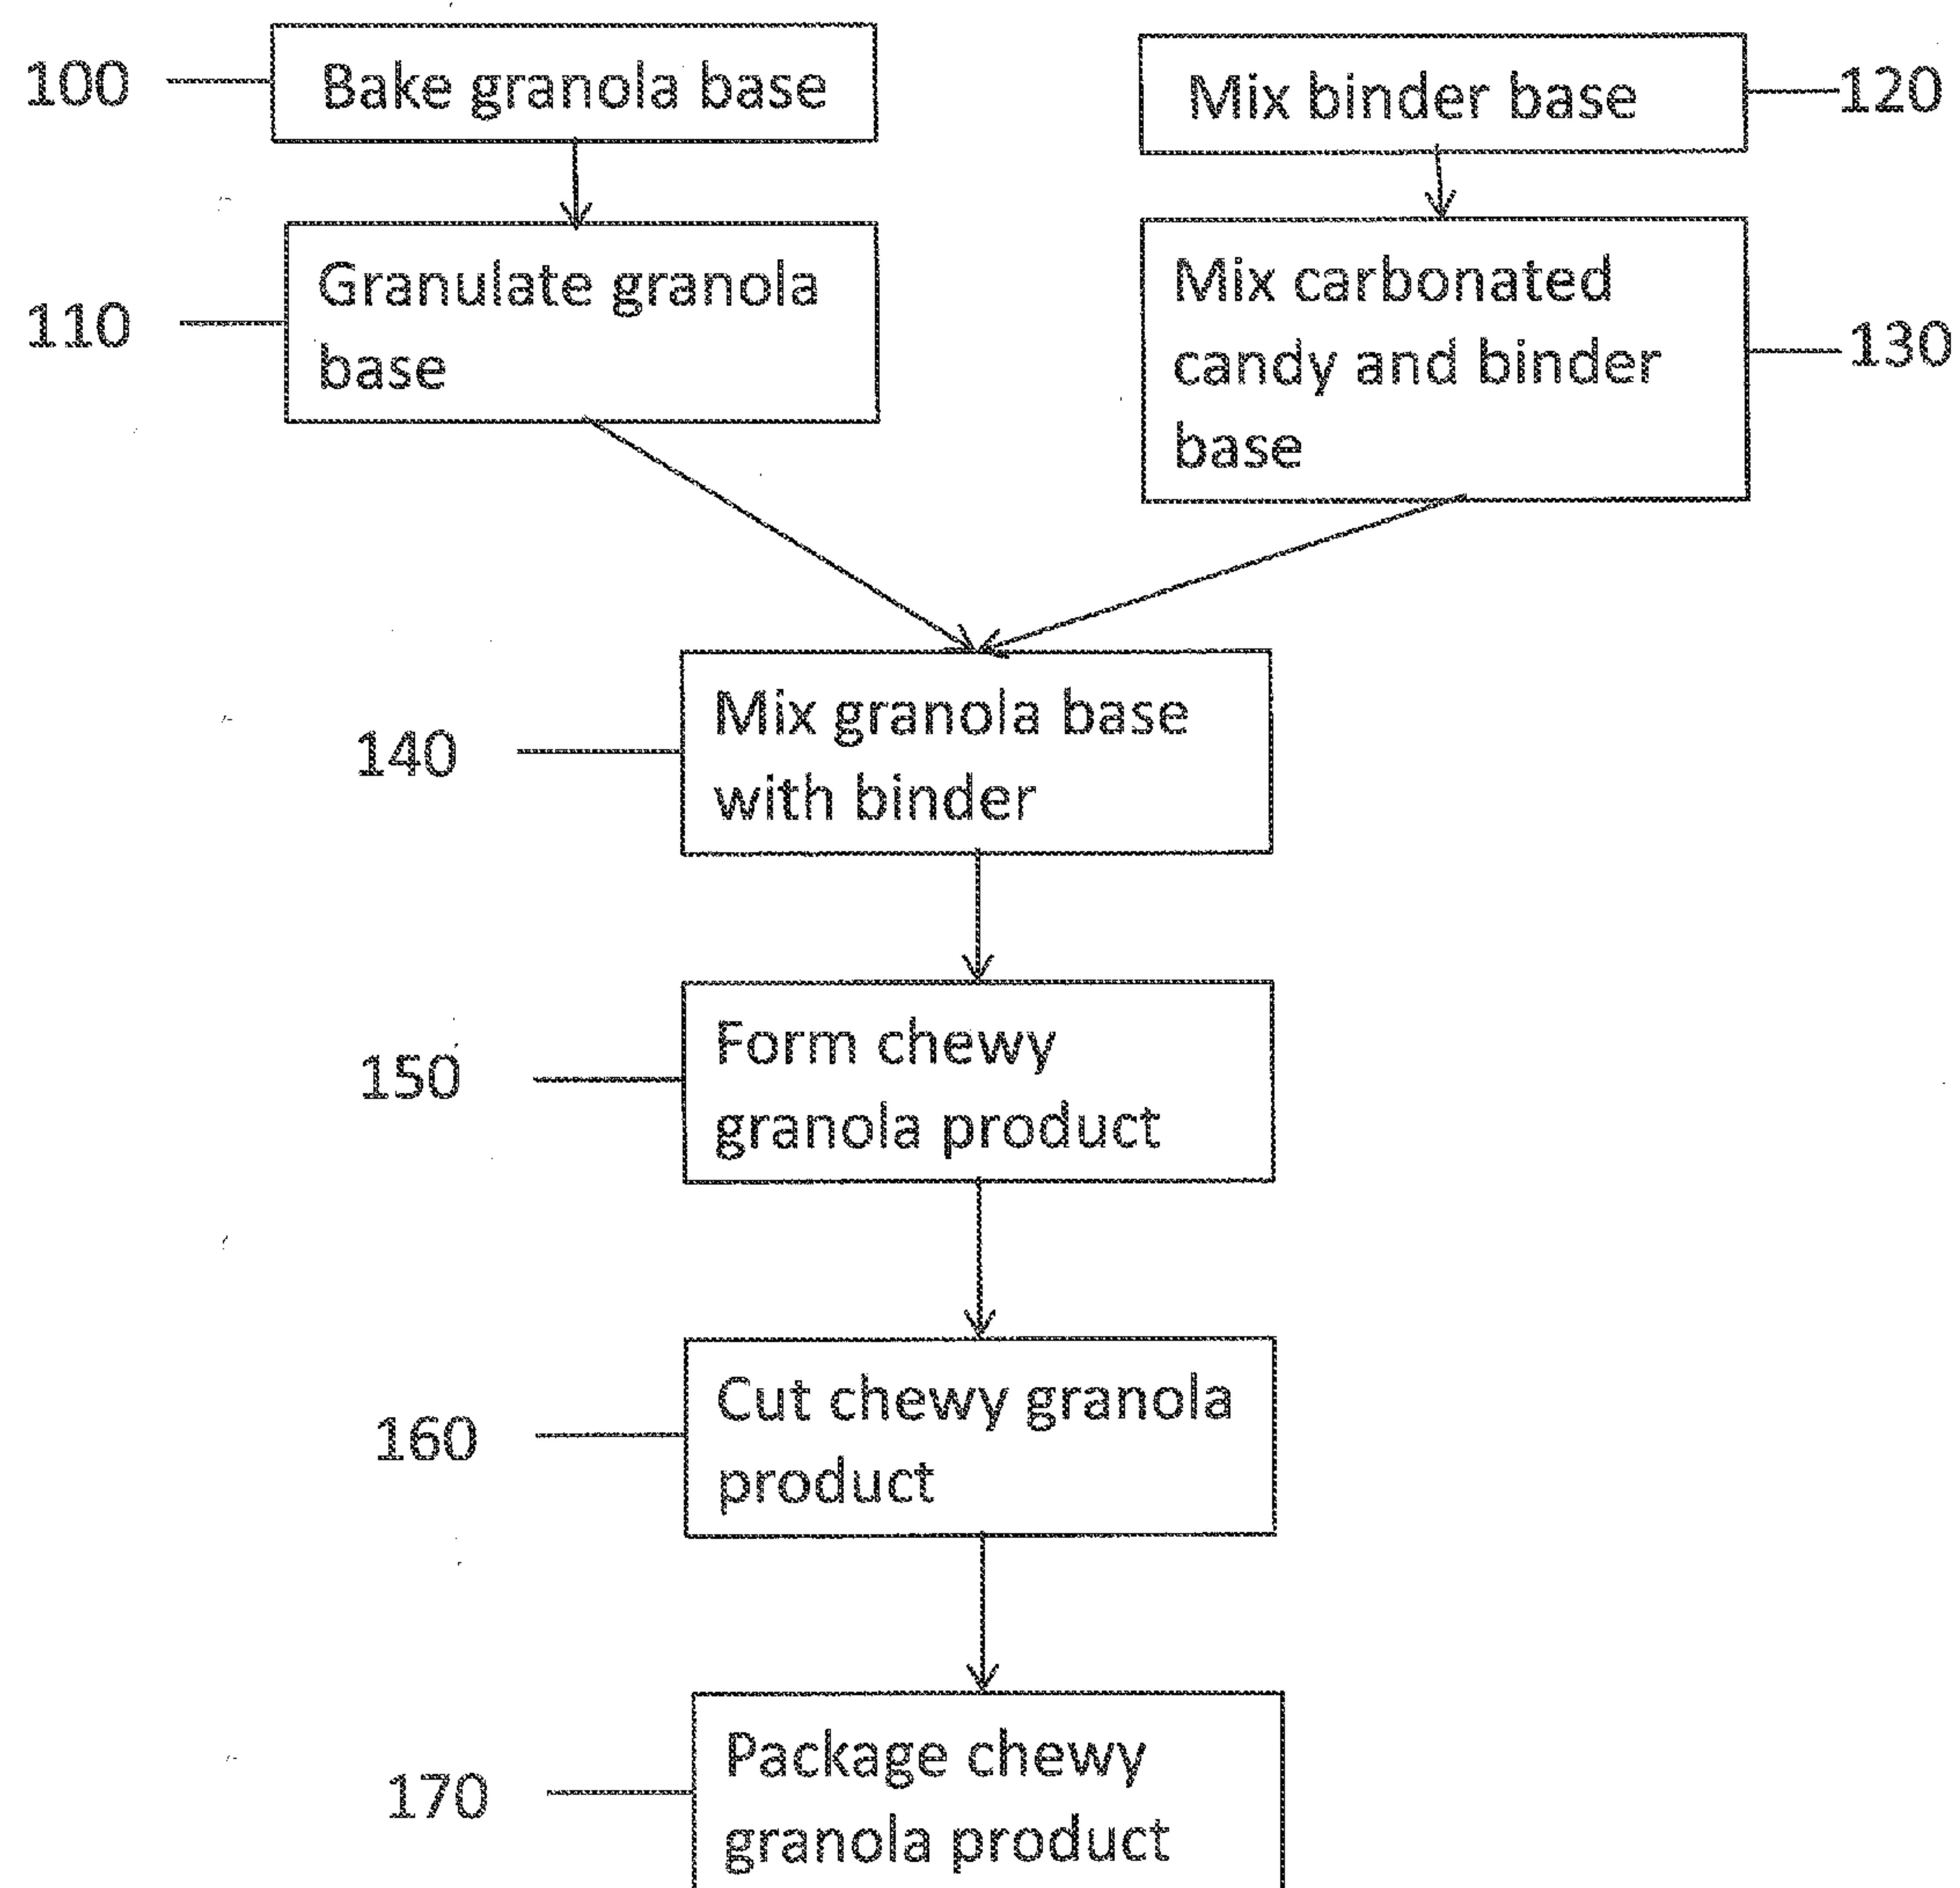 100
Bake granola base
Mix binder base
120
110
Granulate granola
base
Mix carbonated
candy and binder
base
130
140
Mix granola base
with binder
150
Form chewy
granola product
160
Cut chewy granola
product
170
Package chewy
granola product